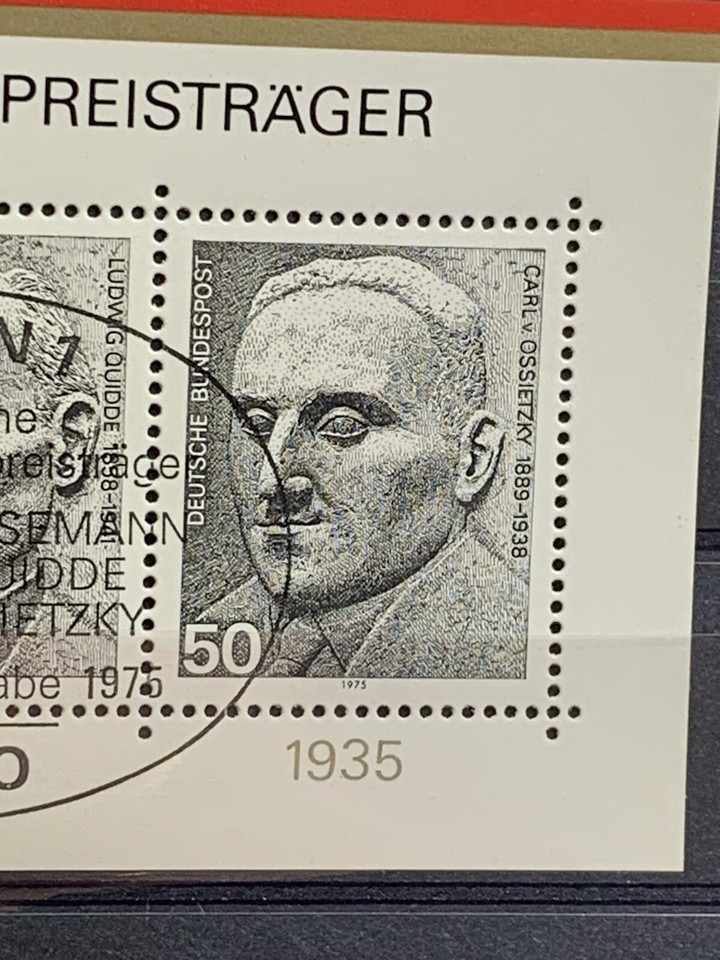 PREISTRÄGER
LUDWIG QUIDDE
DEUTSCHE BUNDESPOST
CARL v. OSSIETZKY 1889-1938
50
1975
1935
N 1
he
preisträge
SEMANN
UIDDE
IETZKY
abe 1975